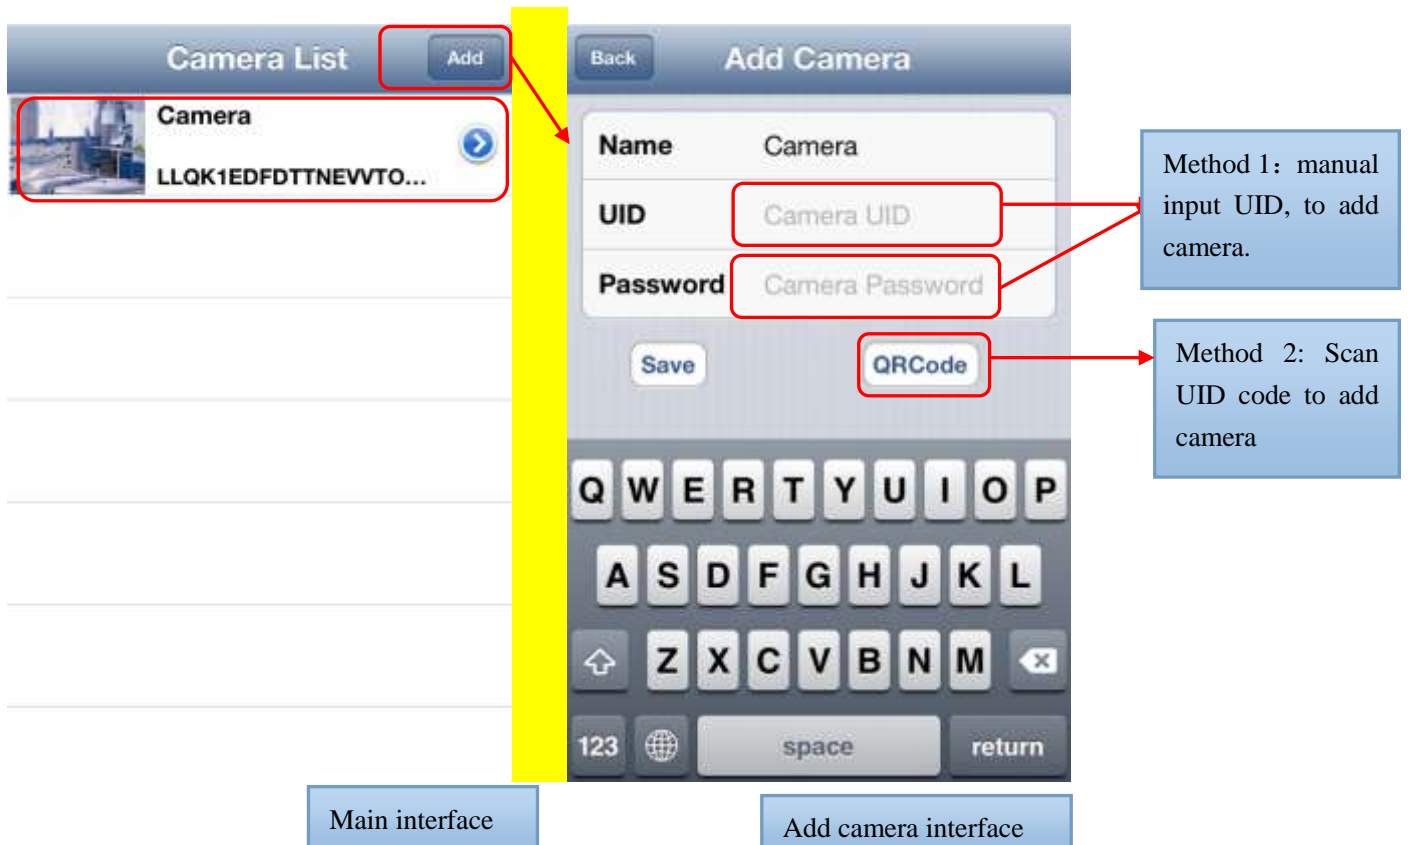 Camera List
Add
Camera
LLQK1EDFDTTNEVVTO...
Back
Add Camera
Name
Camera
UID
Camera UID
Password
Camera Password
Save
QRCode
Q W E R T Y U I O P
A S D F G H J K L
Z X C V B N M
123
space
return
Method 1：manual
input UID, to add
camera.
Method 2: Scan
UID code to add
camera
Main interface
Add camera interface